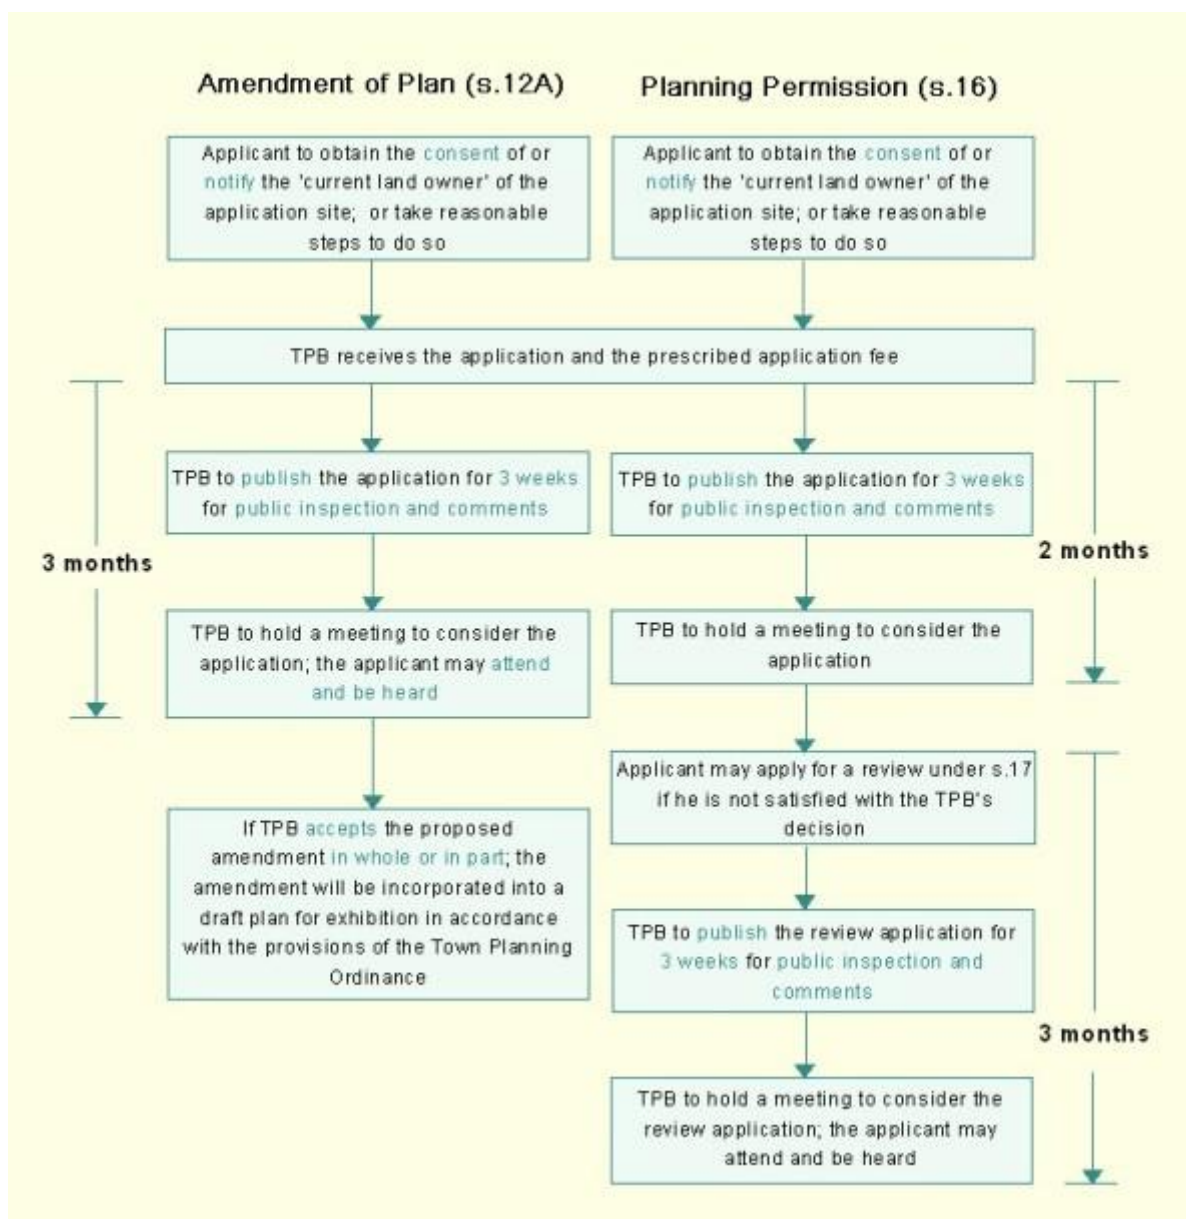 Amendment of Plan (s.12A)
Planning Permission (s.16)
Applicant to obtain the consent of or
notify the 'current land owner' of the
application site;  or take reasonable
steps to do so
Applicant to obtain the consent of or
notify the 'current land owner' of the
application site; or take reasonable
steps to do so
TPB receives the application and the prescribed application fee
TPB to publish the application for 3 weeks
for public inspection and comments
TPB to publish the application for 3 weeks
for public inspection and comments
3 months
2 months
TPB to hold a meeting to consider the
application; the applicant may attend
and be heard
TPB to hold a meeting to consider the
application
Applicant may apply for a review under s.17
if he is not satisfied with the TPB's
decision
If TPB accepts the proposed
amendment in whole or in part; the
amendment will be incorporated into a
draft plan for exhibition in accordance
with the provisions of the Town Planning
Ordinance
TPB to publish the review application for
3 weeks for public inspection and
comments
3 months
TPB to hold a meeting to consider the
review application; the applicant may
attend and be heard